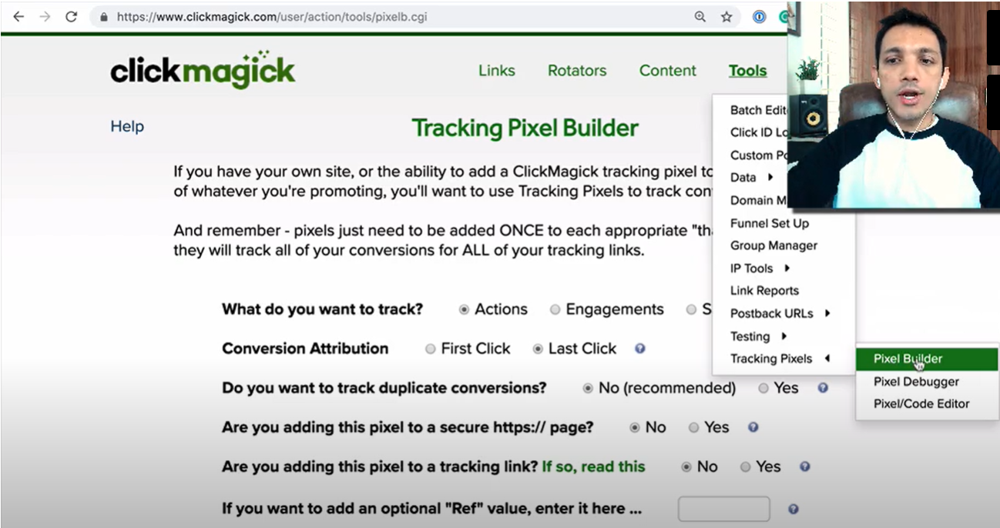 https://www.clickmagick.com/user/action/tools/pixelb.cgi
clickmagick
Links Rotators Content Tools
Help
Tracking Pixel Builder
If you have your own site, or the ability to add a ClickMagick tracking pixel
of whatever you're promoting, you'll want to use Tracking Pixels to track
And remember - pixels just need to be added ONCE to each appropriate
they will track all of your conversions for ALL of your tracking links.
What do you want to track? Actions Engagements
Conversion Attribution First Click Last Click
Do you want to track duplicate conversions? No (recommended) Yes
Are you adding this pixel to a secure https:// page? No Yes
Are you adding this pixel to a tracking link? If so, read this No Yes
If you want to add an optional "Ref" value, enter it here ...
Batch
Click ID
Custom
Data
Domain
Funnel Set Up
Group Manager
IP Tools
Link Reports
Postback URLs
Testing
Tracking Pixels
Pixel Builder
Pixel Debugger
Pixel/Code Editor